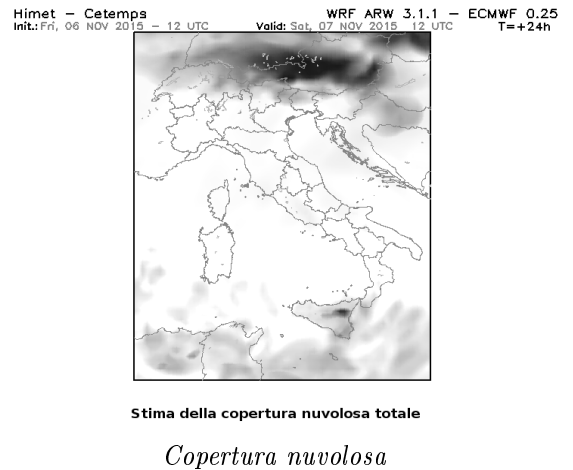 Himet – Cetemps WRF ARW 3.1.1 – ECMWF 0.25
Init.: Fri, 06 NOV 2015 – 12 UTC Valid: Sat, 07 NOV 2015 12 UTC T=+24h
Stima della copertura nuvolosa totale
Copertura nuvolosa